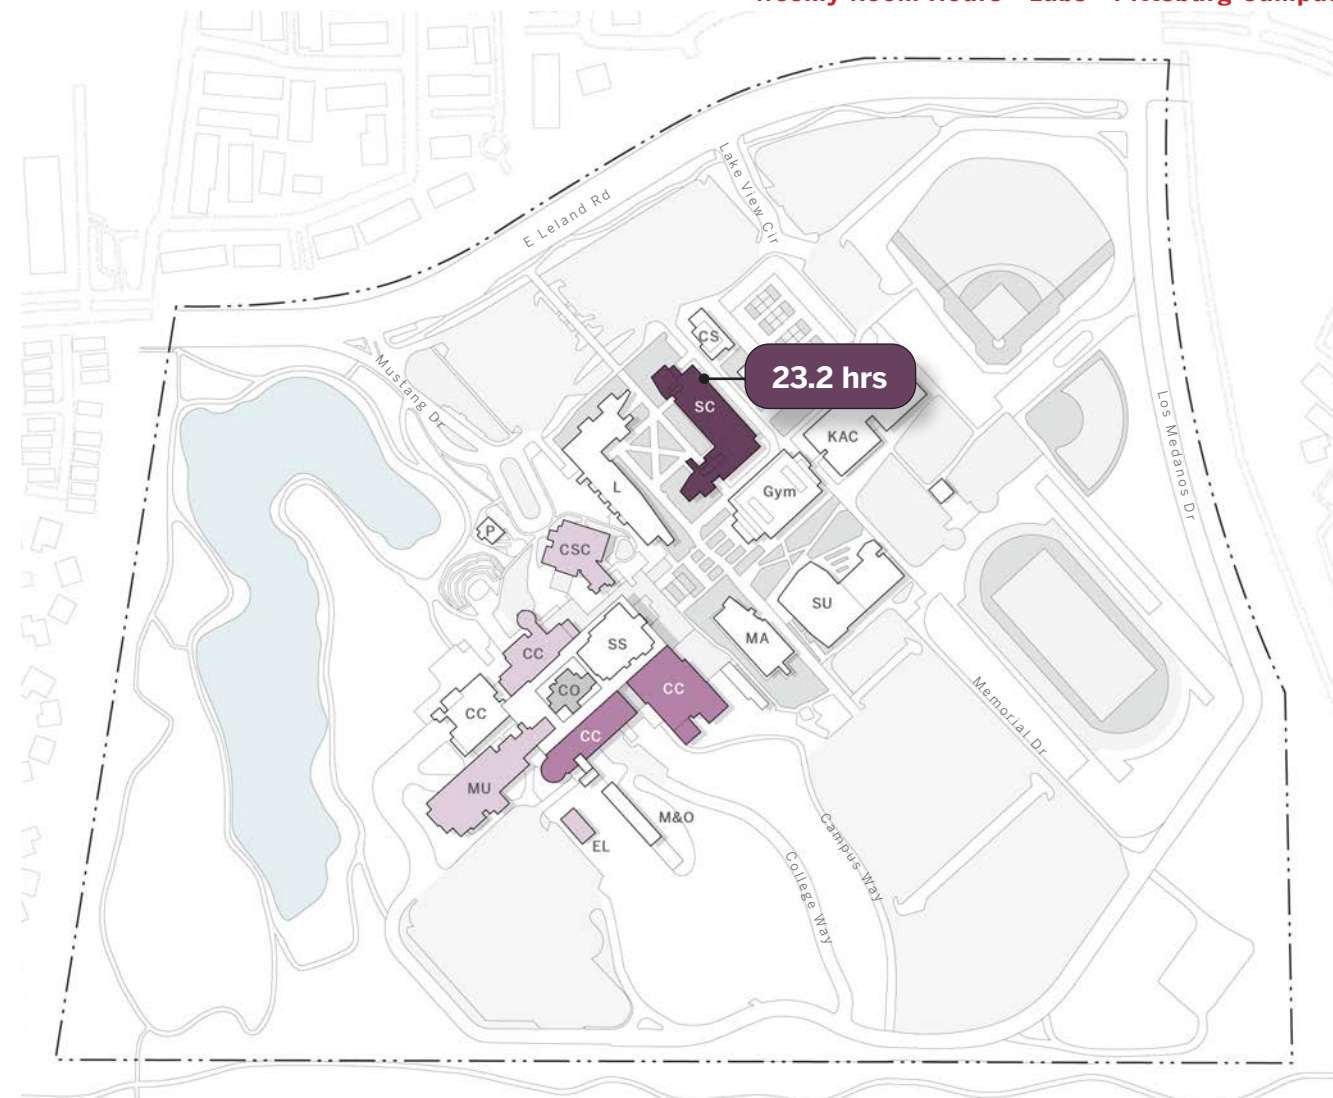 Weekly Room Hours - Labs - Pittsburg Campus
Lake View Cir
E Leland Rd
CS
Mustang Dr
23.2 hrs
SC
Los Medanos Dr
KAC
L
Gym
P
CSC
SU
SS
MA
CC
CO
CC
CC
Memorial Dr
CC
MU
M&O
EL
Campus Way
College Way